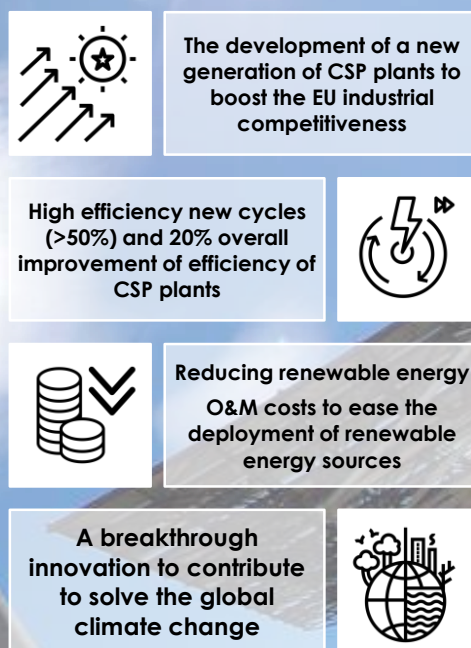 The development of a new
generation of CSP plants to
boost the EU industrial
competitiveness
High efficiency new cycles
(>50%) and 20% overall
improvement of efficiency of
CSP plants
Reducing renewable energy
O&M costs to ease the
deployment of renewable
energy sources
A breakthrough
innovation to contribute
to solve the global
climate change